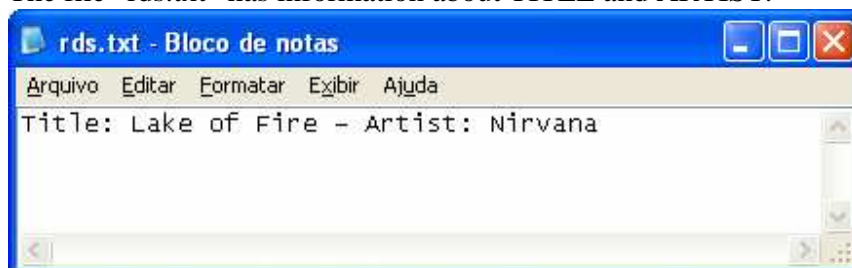 The file "rds.txt" has information about TITLE and ARTIST.
rds.txt - Bloco de notas
Arquivo Editar Formatar Exibir Ajuda
Title: Lake of Fire - Artist: Nirvana